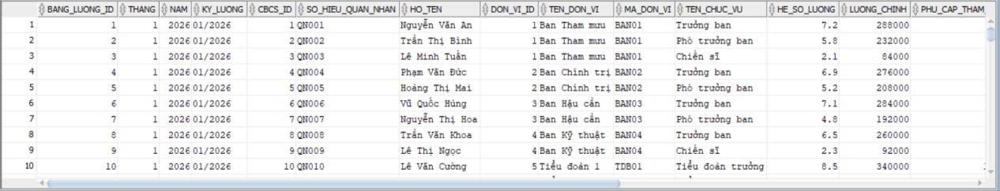 BANG_LUONG_ID THANG NAM KY_LUONG CBCS_ID SO_HIEU_QUAN_NHAN HO_TEN DON_VI_ID TEN_DON_VI MA_DON_VI TEN_CHUC_VU HE_SO_LUONG LUONG_CHINH PHU_CAP_THAM_
1 1 1 2026 01/2026 1 QN001 Nguyễn Văn An 1 Ban Tham mưu BAN01 Trưởng ban 7.2 288000
2 2 1 2026 01/2026 2 QN002 Trần Thị Bình 1 Ban Tham mưu BAN01 Phó trưởng ban 5.8 232000
3 3 1 2026 01/2026 3 QN003 Lê Minh Tuấn 1 Ban Tham mưu BAN01 Chiến sĩ 2.1 84000
4 4 1 2026 01/2026 4 QN004 Phạm Văn Đức 2 Ban Chính trị BAN02 Trưởng ban 6.9 276000
5 5 1 2026 01/2026 5 QN005 Hoàng Thị Mai 2 Ban Chính trị BAN02 Phó trưởng ban 5.2 208000
6 6 1 2026 01/2026 6 QN006 Vũ Quốc Hùng 3 Ban Hậu cần BAN03 Trưởng ban 7.1 284000
7 7 1 2026 01/2026 7 QN007 Nguyễn Thị Hoa 3 Ban Hậu cần BAN03 Phó trưởng ban 4.8 192000
8 8 1 2026 01/2026 8 QN008 Trần Văn Khoa 4 Ban Kỹ thuật BAN04 Trưởng ban 6.5 260000
9 9 1 2026 01/2026 9 QN009 Lê Thị Ngọc 4 Ban Kỹ thuật BAN04 Chiến sĩ 2.3 92000
10 10 1 2026 01/2026 10 QN010 Lê Văn Cường 5 Tiểu đoàn 1 TDB01 Tiểu đoàn trưởng 8.5 340000